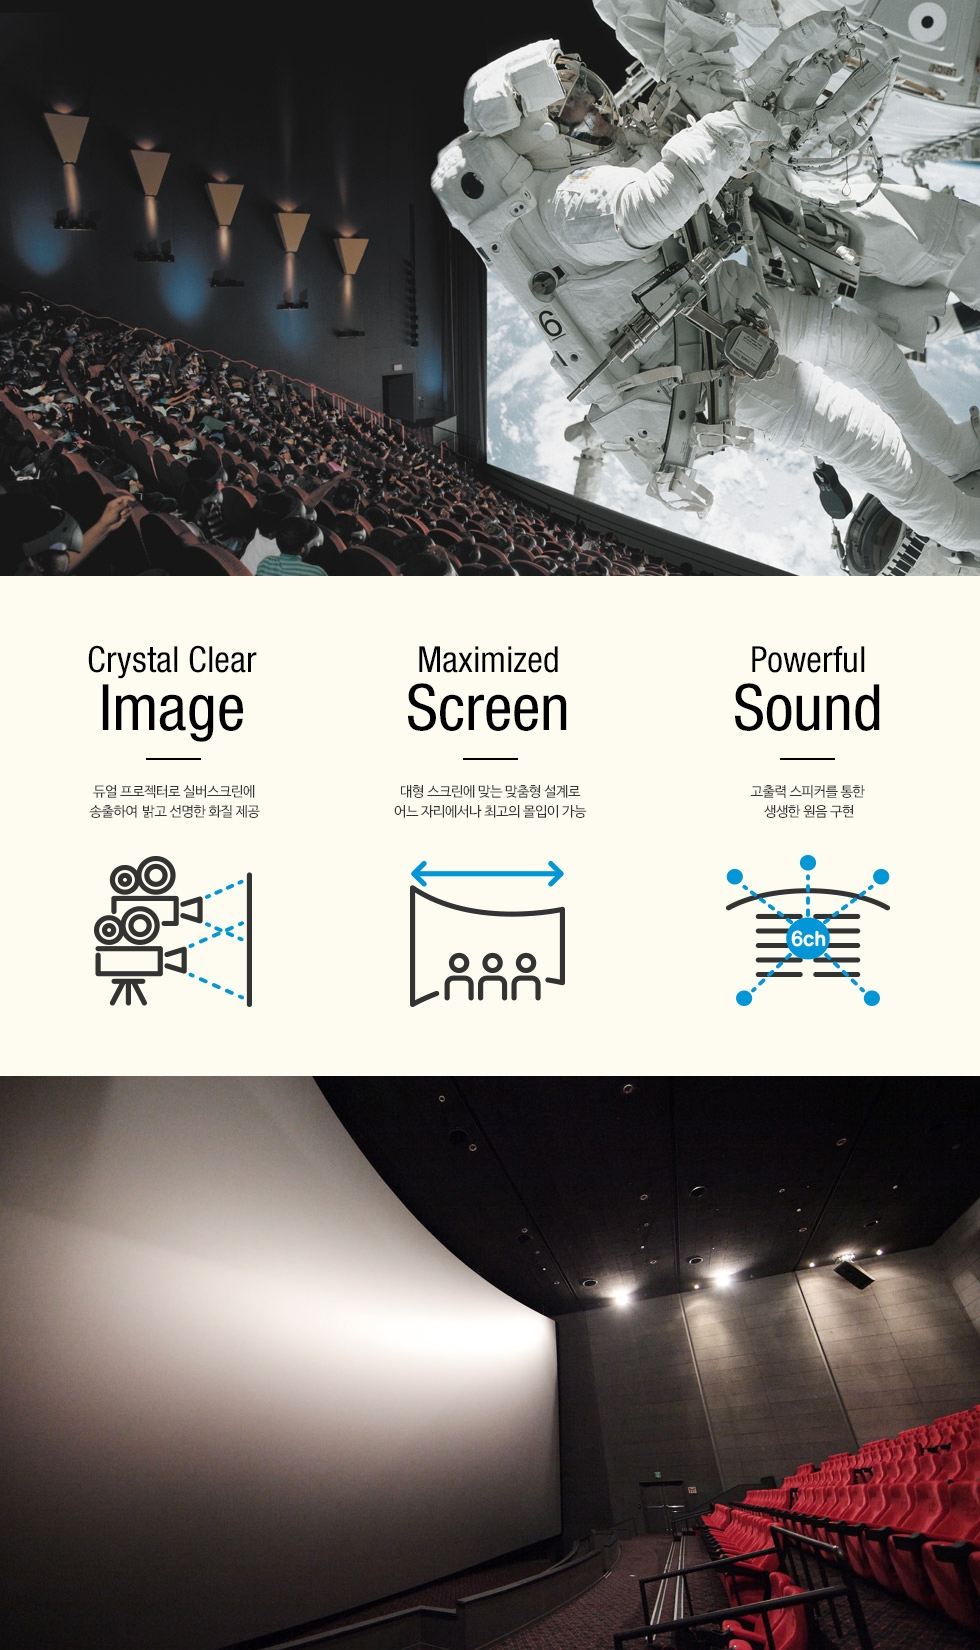 6
Crystal Clear
Image
듀얼 프로젝터로 실버스크린에
송출하여 밝고 선명한 화질 제공
Maximized
Screen
대형 스크린에 맞는 맞춤형 설계로
어느 자리에서나 최고의 몰입이 가능
Powerful
Sound
고출력 스피커를 통한
생생한 원음 구현
6ch